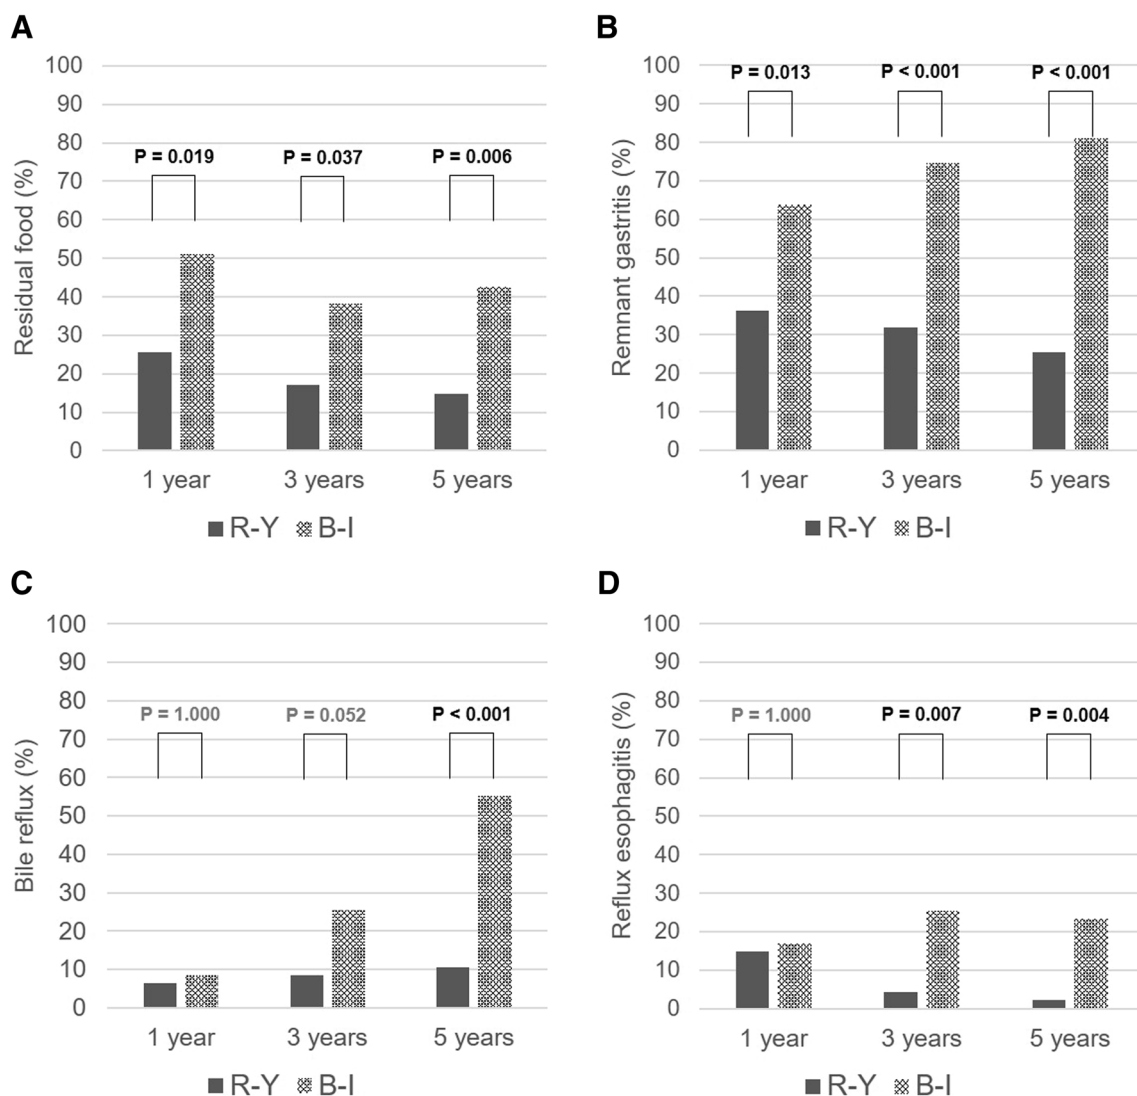 A
Residual food (%)
100
90
80
70
60
50
40
30
20
10
0
P = 0.019
P = 0.037
P = 0.006
1 year
3 years
5 years
R-Y
B-I
B
Remnant gastritis (%)
100
90
80
70
60
50
40
30
20
10
0
P = 0.013
P < 0.001
P < 0.001
1 year
3 years
5 years
R-Y
B-I
C
Bile reflux (%)
100
90
80
70
60
50
40
30
20
10
0
P = 1.000
P = 0.052
P < 0.001
1 year
3 years
5 years
R-Y
B-I
D
Reflux esophagitis (%)
100
90
80
70
60
50
40
30
20
10
0
P = 1.000
P = 0.007
P = 0.004
1 year
3 years
5 years
R-Y
B-I